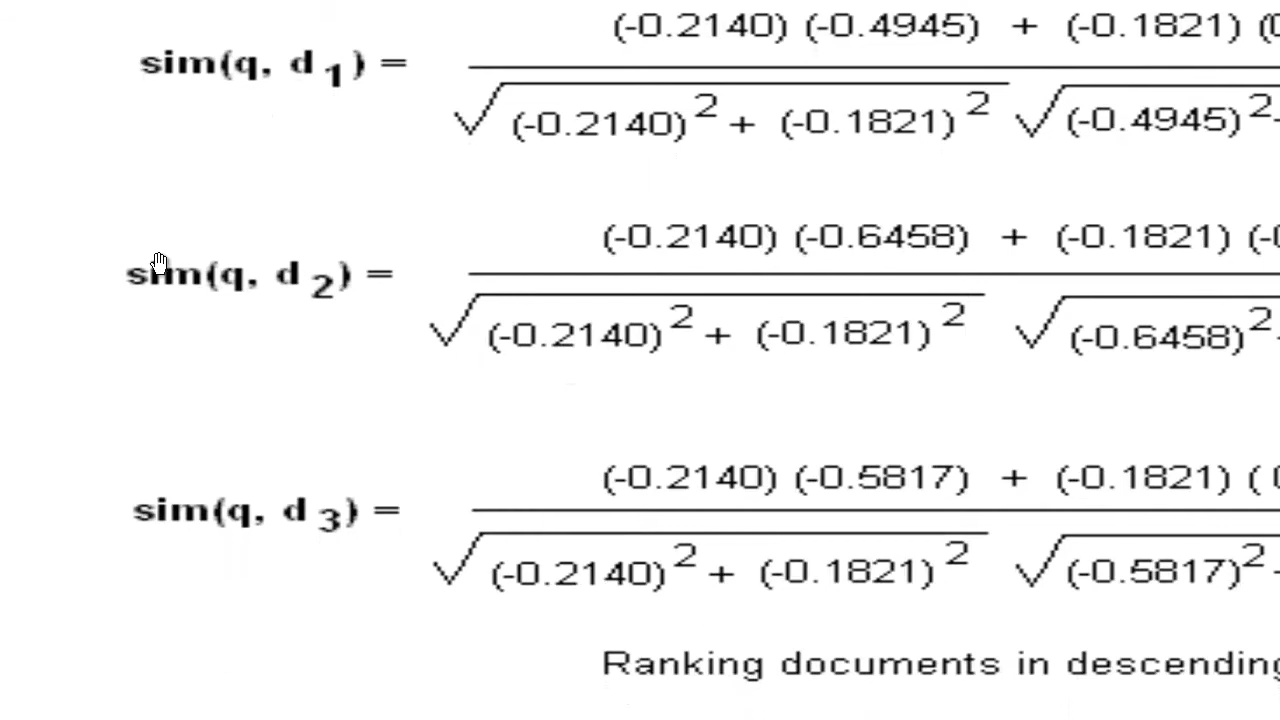 (-0.2140) (-0.4945) + (-0.1821) (
sim(q, d 1) =
√(-0.2140)² + (-0.1821)² √(-0.4945)²
(-0.2140) (-0.6458) + (-0.1821) (-
sim(q, d 2) =
√(-0.2140)² + (-0.1821)² √(-0.6458)²
(-0.2140) (-0.5817) + (-0.1821) (
sim(q, d 3) =
√(-0.2140)² + (-0.1821)² √(-0.5817)²
Ranking documents in descending